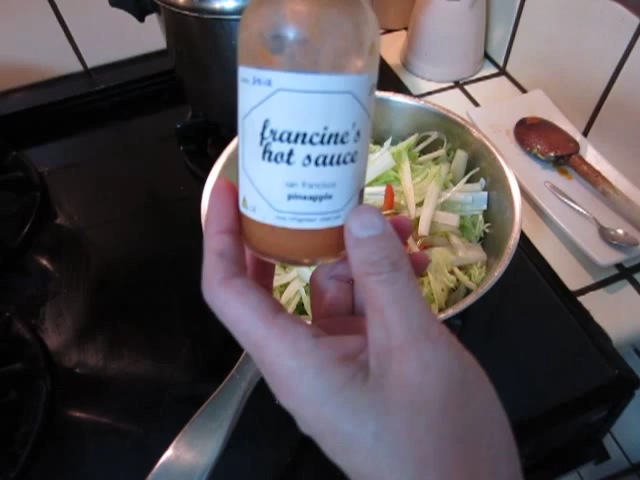 francine's
hot sauce
san francisco
pineapple